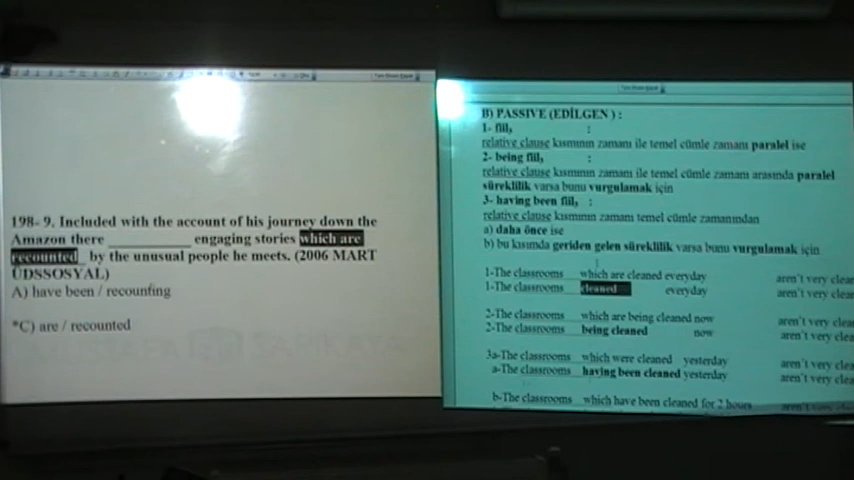 198- 9. Included with the account of his journey down the
Amazon there __________ engaging stories which are
recounted by the unusual people he meets. (2006 MART
ÜDSSOSYAL)
A) have been / recounting
*C) are / recounted
B) PASSIVE (EDİLGEN ) :
1- fiil, :
relative clause kısmının zamanı ile temel cümle zamanı paralel ise
2- being fiil, :
relative clause kısmının zamanı ile temel cümle zamanı arasında paralel
süreklilik varsa bunu vurgulamak için
3- having been fiil, :
relative clause kısmının zamanı temel cümle zamanından
a) daha önce ise
b) bu kısımda geriden gelen süreklilik varsa bunu vurgulamak için
1-The classrooms which are cleaned everyday aren't very clean
1-The classrooms cleaned everyday aren't very clean
2-The classrooms which are being cleaned now aren't very clea
2-The classrooms being cleaned now aren't very clea
3a-The classrooms which were cleaned yesterday aren't very clea
a-The classrooms having been cleaned yesterday aren't very clea
b-The classrooms which have been cleaned for 2 hours